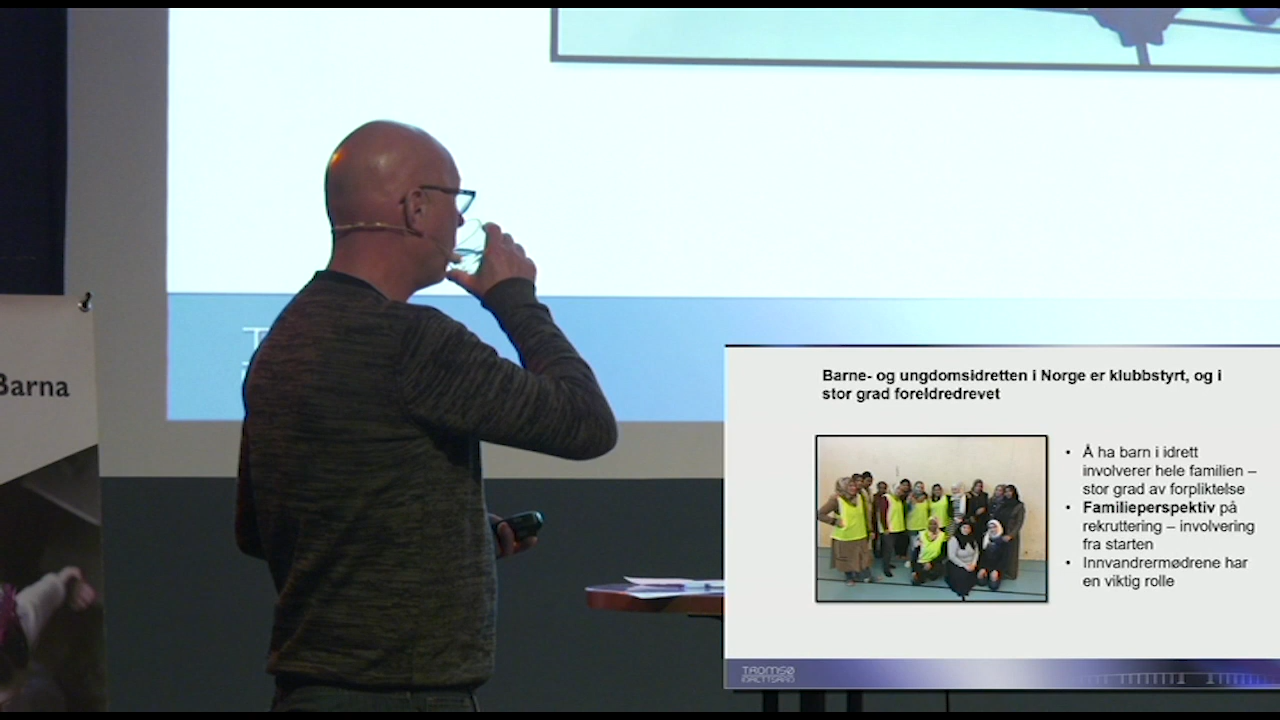 Barna
Barne- og ungdomsidretten i Norge er klubbstyrt, og i
stor grad foreldredrevet
• Å ha barn i idrett
involverer hele familien –
stor grad av forpliktelse
• Familieperspektiv på
rekruttering – involvering
fra starten
• Innvandrermødrene har
en viktig rolle
TROMSØ
IDRETTSRÅD